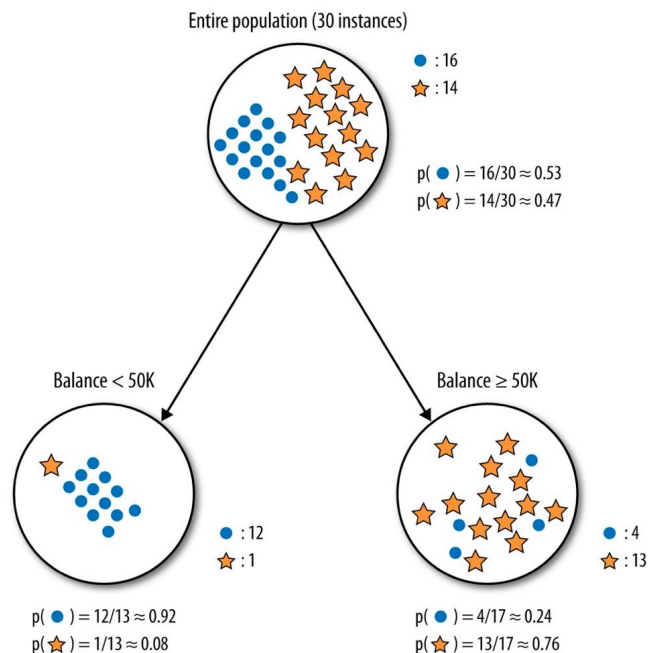 Entire population (30 instances)
: 16
: 14
p( ) = 16/30 ≈ 0.53
p( ) = 14/30 ≈ 0.47
Balance < 50K
: 12
: 1
p( ) = 12/13 ≈ 0.92
p( ) = 1/13 ≈ 0.08
Balance ≥ 50K
: 4
: 13
p( ) = 4/17 ≈ 0.24
p( ) = 13/17 ≈ 0.76